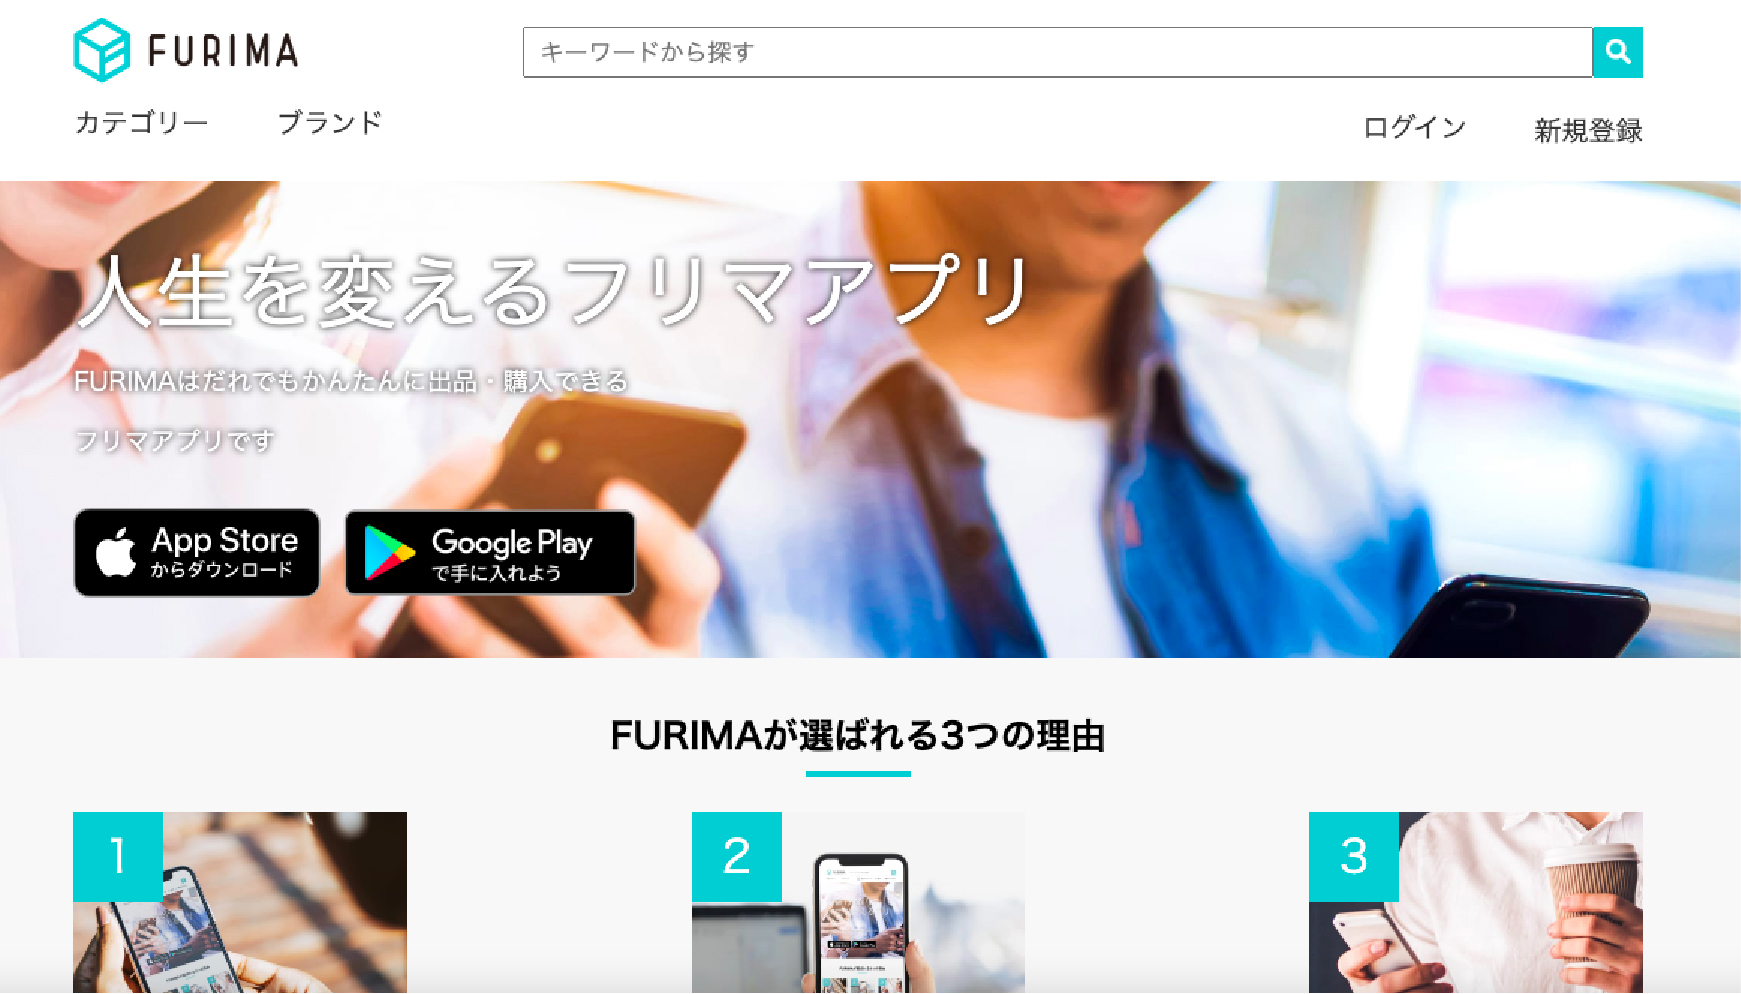 FURIMA
キーワードから探す
カテゴリー
ブランド
ログイン
新規登録
人生を変えるフリマアプリ
FURIMAはだれでもかんたんに出品・購入できる
フリマアプリです
App Store
からダウンロード
Google Play
で手に入れよう
FURIMAが選ばれる3つの理由
1
2
3